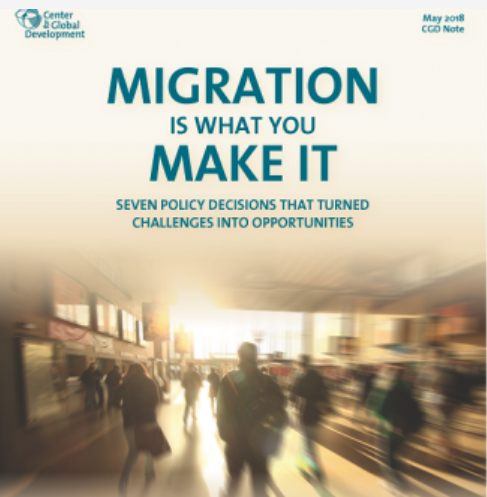 Center
for Global
Development
May 2018
CGD Note
MIGRATION
IS WHAT YOU
MAKE IT
SEVEN POLICY DECISIONS THAT TURNED
CHALLENGES INTO OPPORTUNITIES